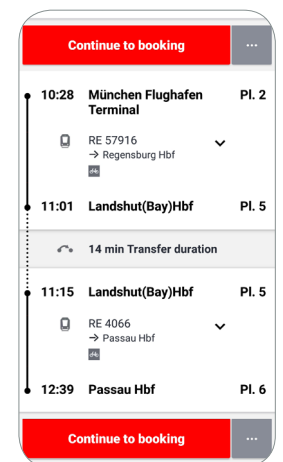 Continue to booking ...
10:28 München Flughafen Pl. 2
Terminal
RE 57916
→ Regensburg Hbf
11:01 Landshut(Bay)Hbf Pl. 5
14 min Transfer duration
11:15 Landshut(Bay)Hbf Pl. 5
RE 4066
→ Passau Hbf
12:39 Passau Hbf Pl. 6
Continue to booking ...